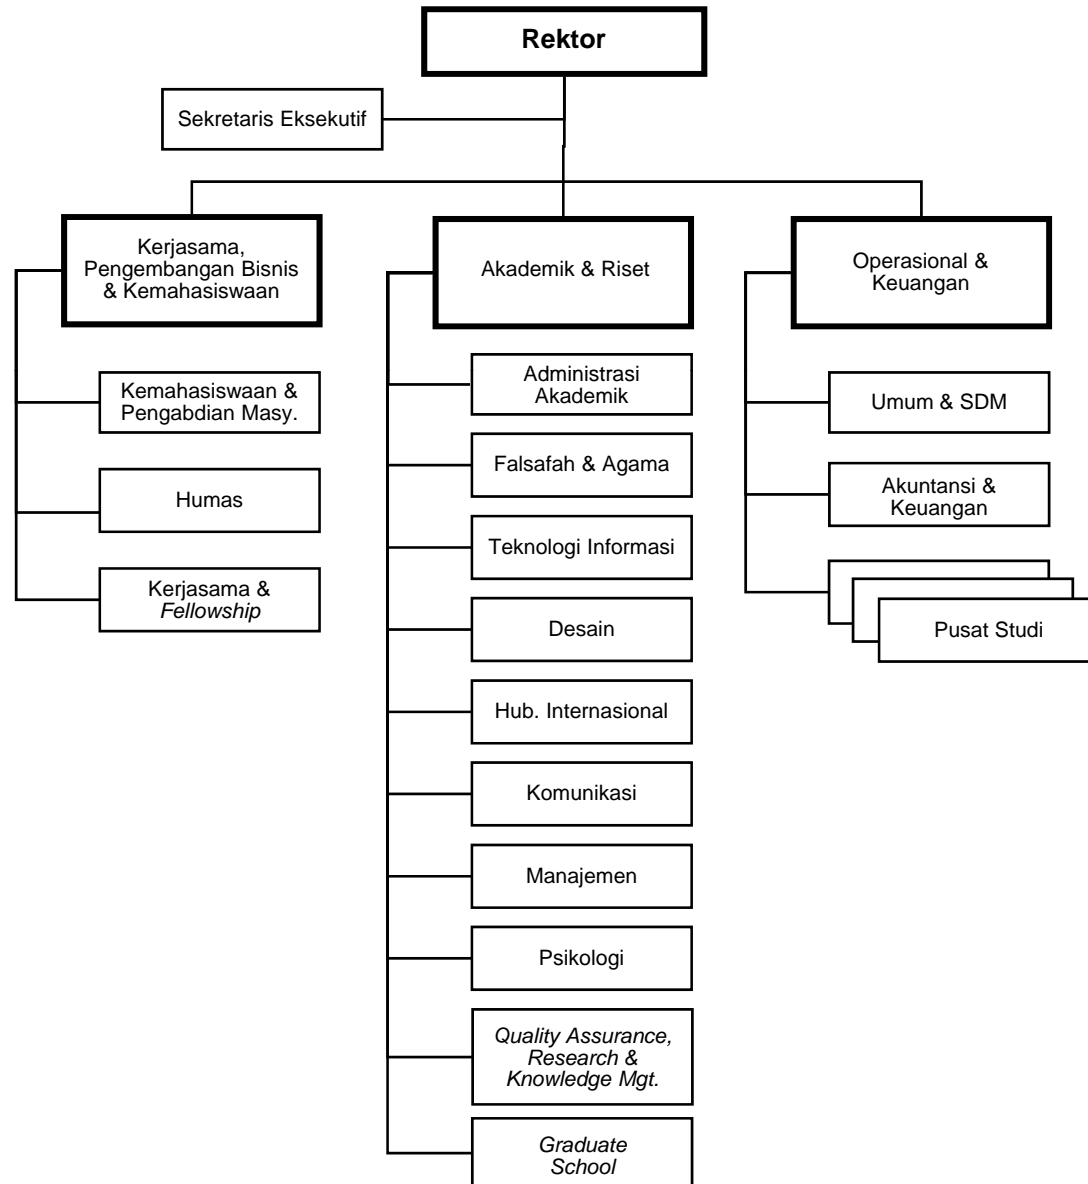 Rektor
Sekretaris Eksekutif
Kerjasama,
Pengembangan Bisnis
& Kemahasiswaan
Kemahasiswaan &
Pengabdian Masy.
Humas
Kerjasama &
Fellowship
Akademik & Riset
Administrasi
Akademik
Falsafah & Agama
Teknologi Informasi
Desain
Hub. Internasional
Komunikasi
Manajemen
Psikologi
Quality Assurance,
Research &
Knowledge Mgt.
Graduate
School
Operasional &
Keuangan
Umum & SDM
Akuntansi &
Keuangan
Pusat Studi